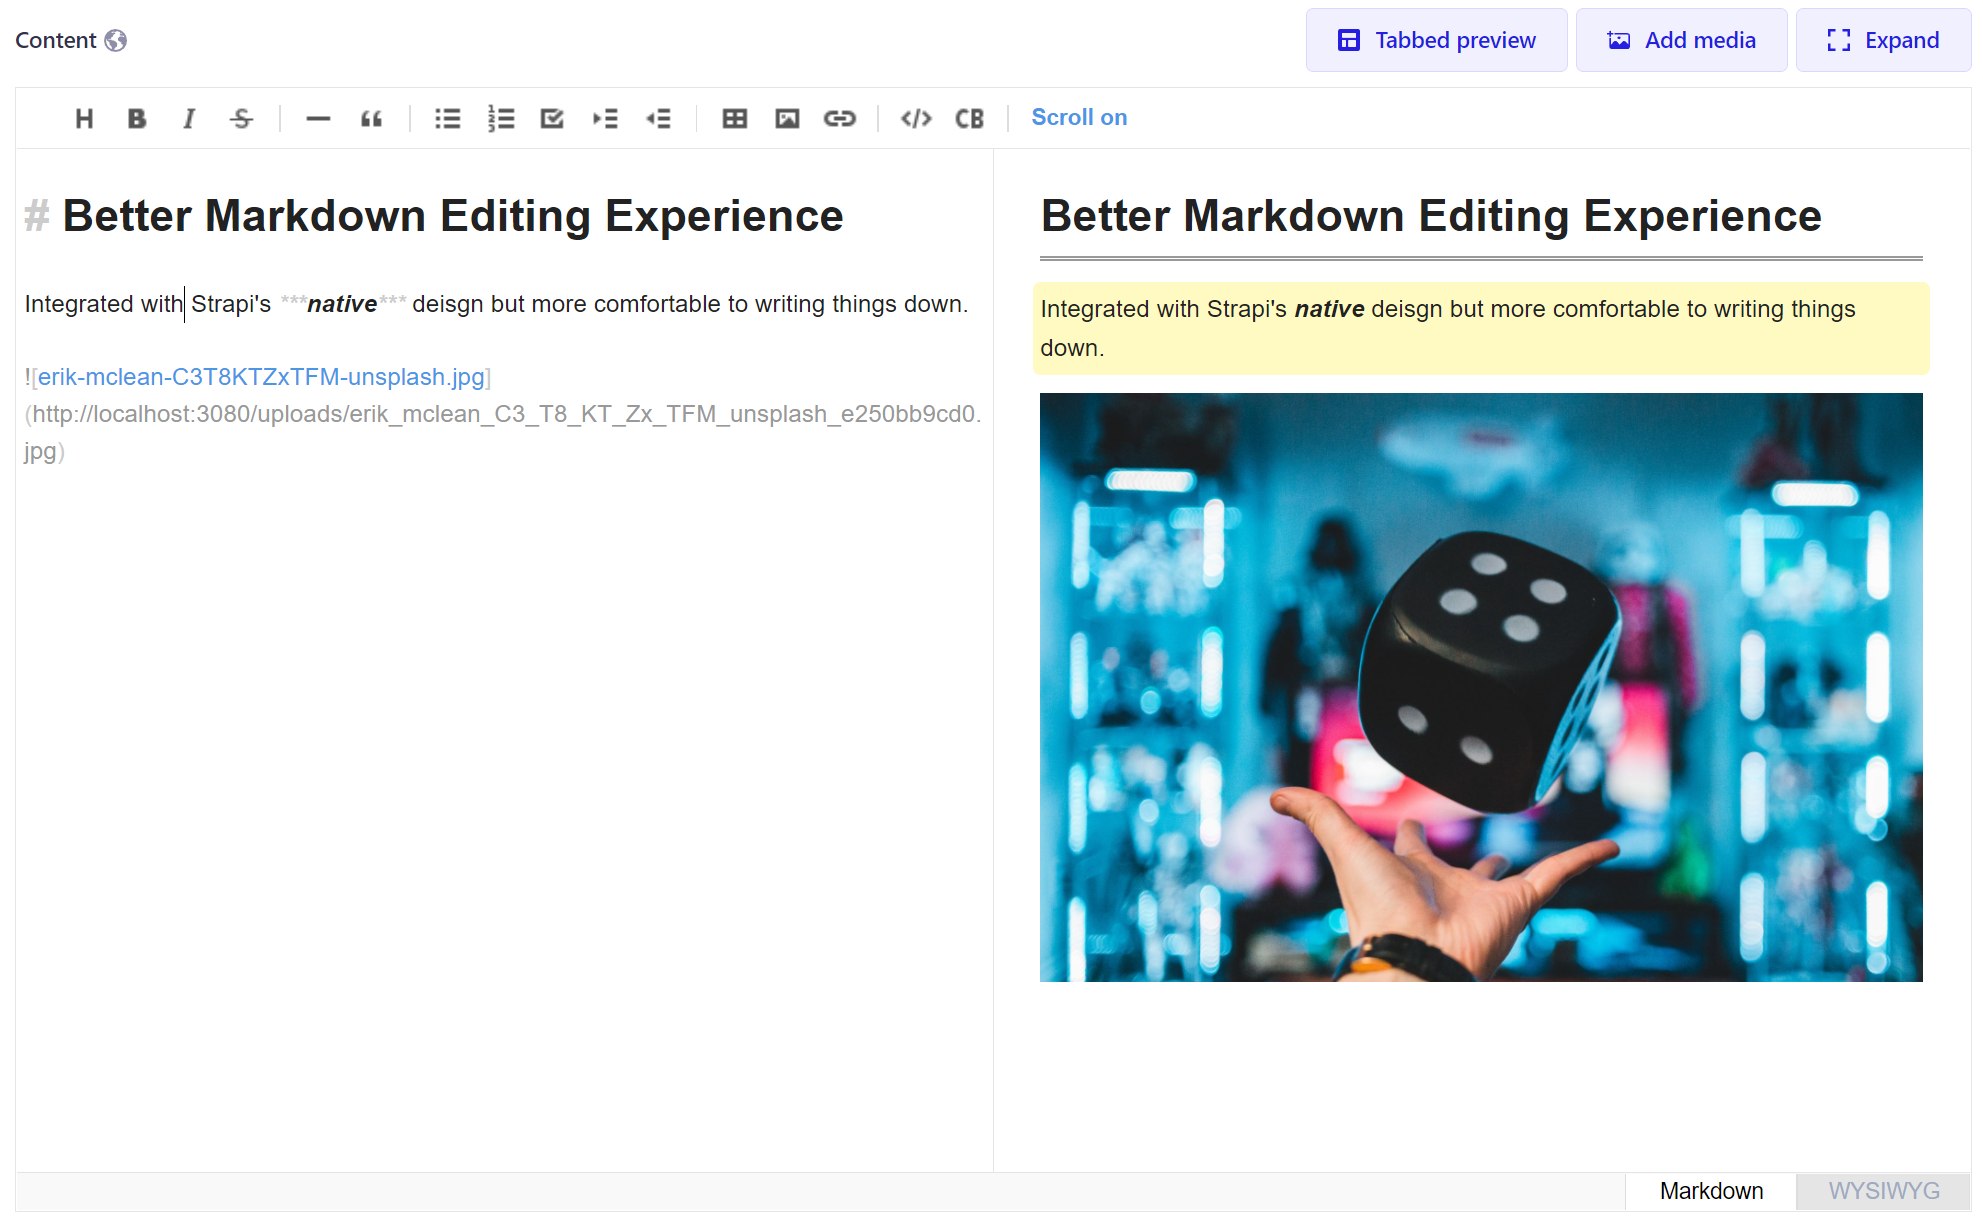 Content
Tabbed preview
Add media
Expand
H B I S — “ </> CB Scroll on
# Better Markdown Editing Experience
Integrated with Strapi's ***native*** deisgn but more comfortable to writing things down.
![erik-mclean-C3T8KTZxTFM-unsplash.jpg]
(http://localhost:3080/uploads/erik_mclean_C3_T8_KT_Zx_TFM_unsplash_e250bb9cd0.
jpg)
Better Markdown Editing Experience
Integrated with Strapi's native deisgn but more comfortable to writing things
down.
Markdown
WYSIWYG